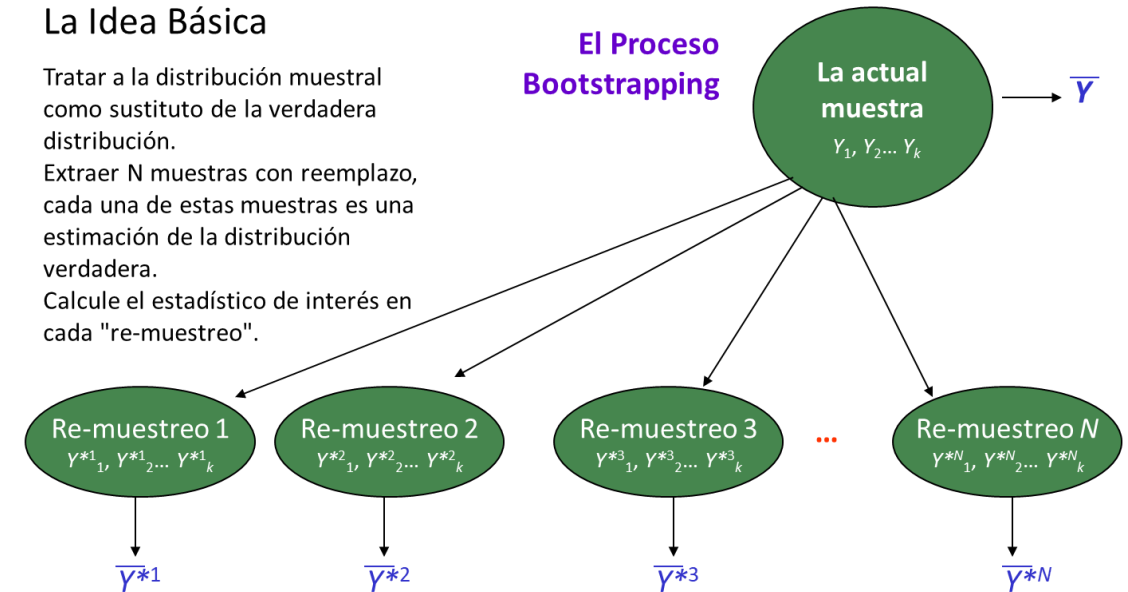 La Idea Básica
Tratar a la distribución muestral
como sustituto de la verdadera
distribución.
Extraer N muestras con reemplazo,
cada una de estas muestras es una
estimación de la distribución
verdadera.
Calcule el estadístico de interés en
cada "re-muestreo".
El Proceso
Bootstrapping
La actual
muestra
Y₁, Y₂... Yₖ
Y̅
Re-muestreo 1
Y*¹₁, Y*¹₂... Y*¹ₖ
Re-muestreo 2
Y*²₁, Y*²₂... Y*²ₖ
Re-muestreo 3
Y*³₁, Y*³₂... Y*³ₖ
...
Re-muestreo N
Y*ᴺ₁, Y*ᴺ₂... Y*ᴺₖ
Y̅*¹
Y̅*²
Y̅*³
Y̅*ᴺ